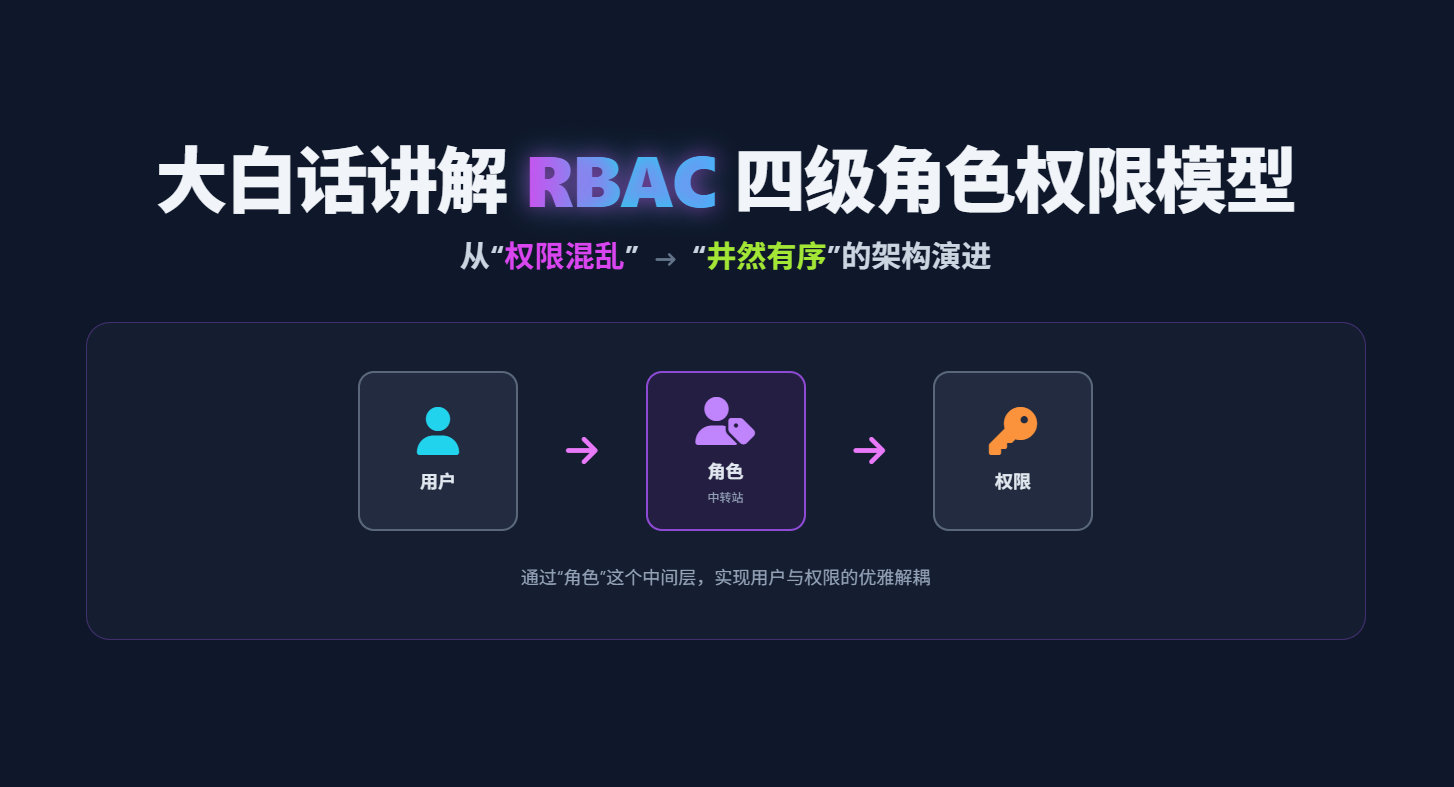 大白话讲解 RBAC 四级角色权限模型
从“权限混乱” → “井然有序”的架构演进
用户
角色
中转站
权限
通过"角色"这个中间层，实现用户与权限的优雅解耦